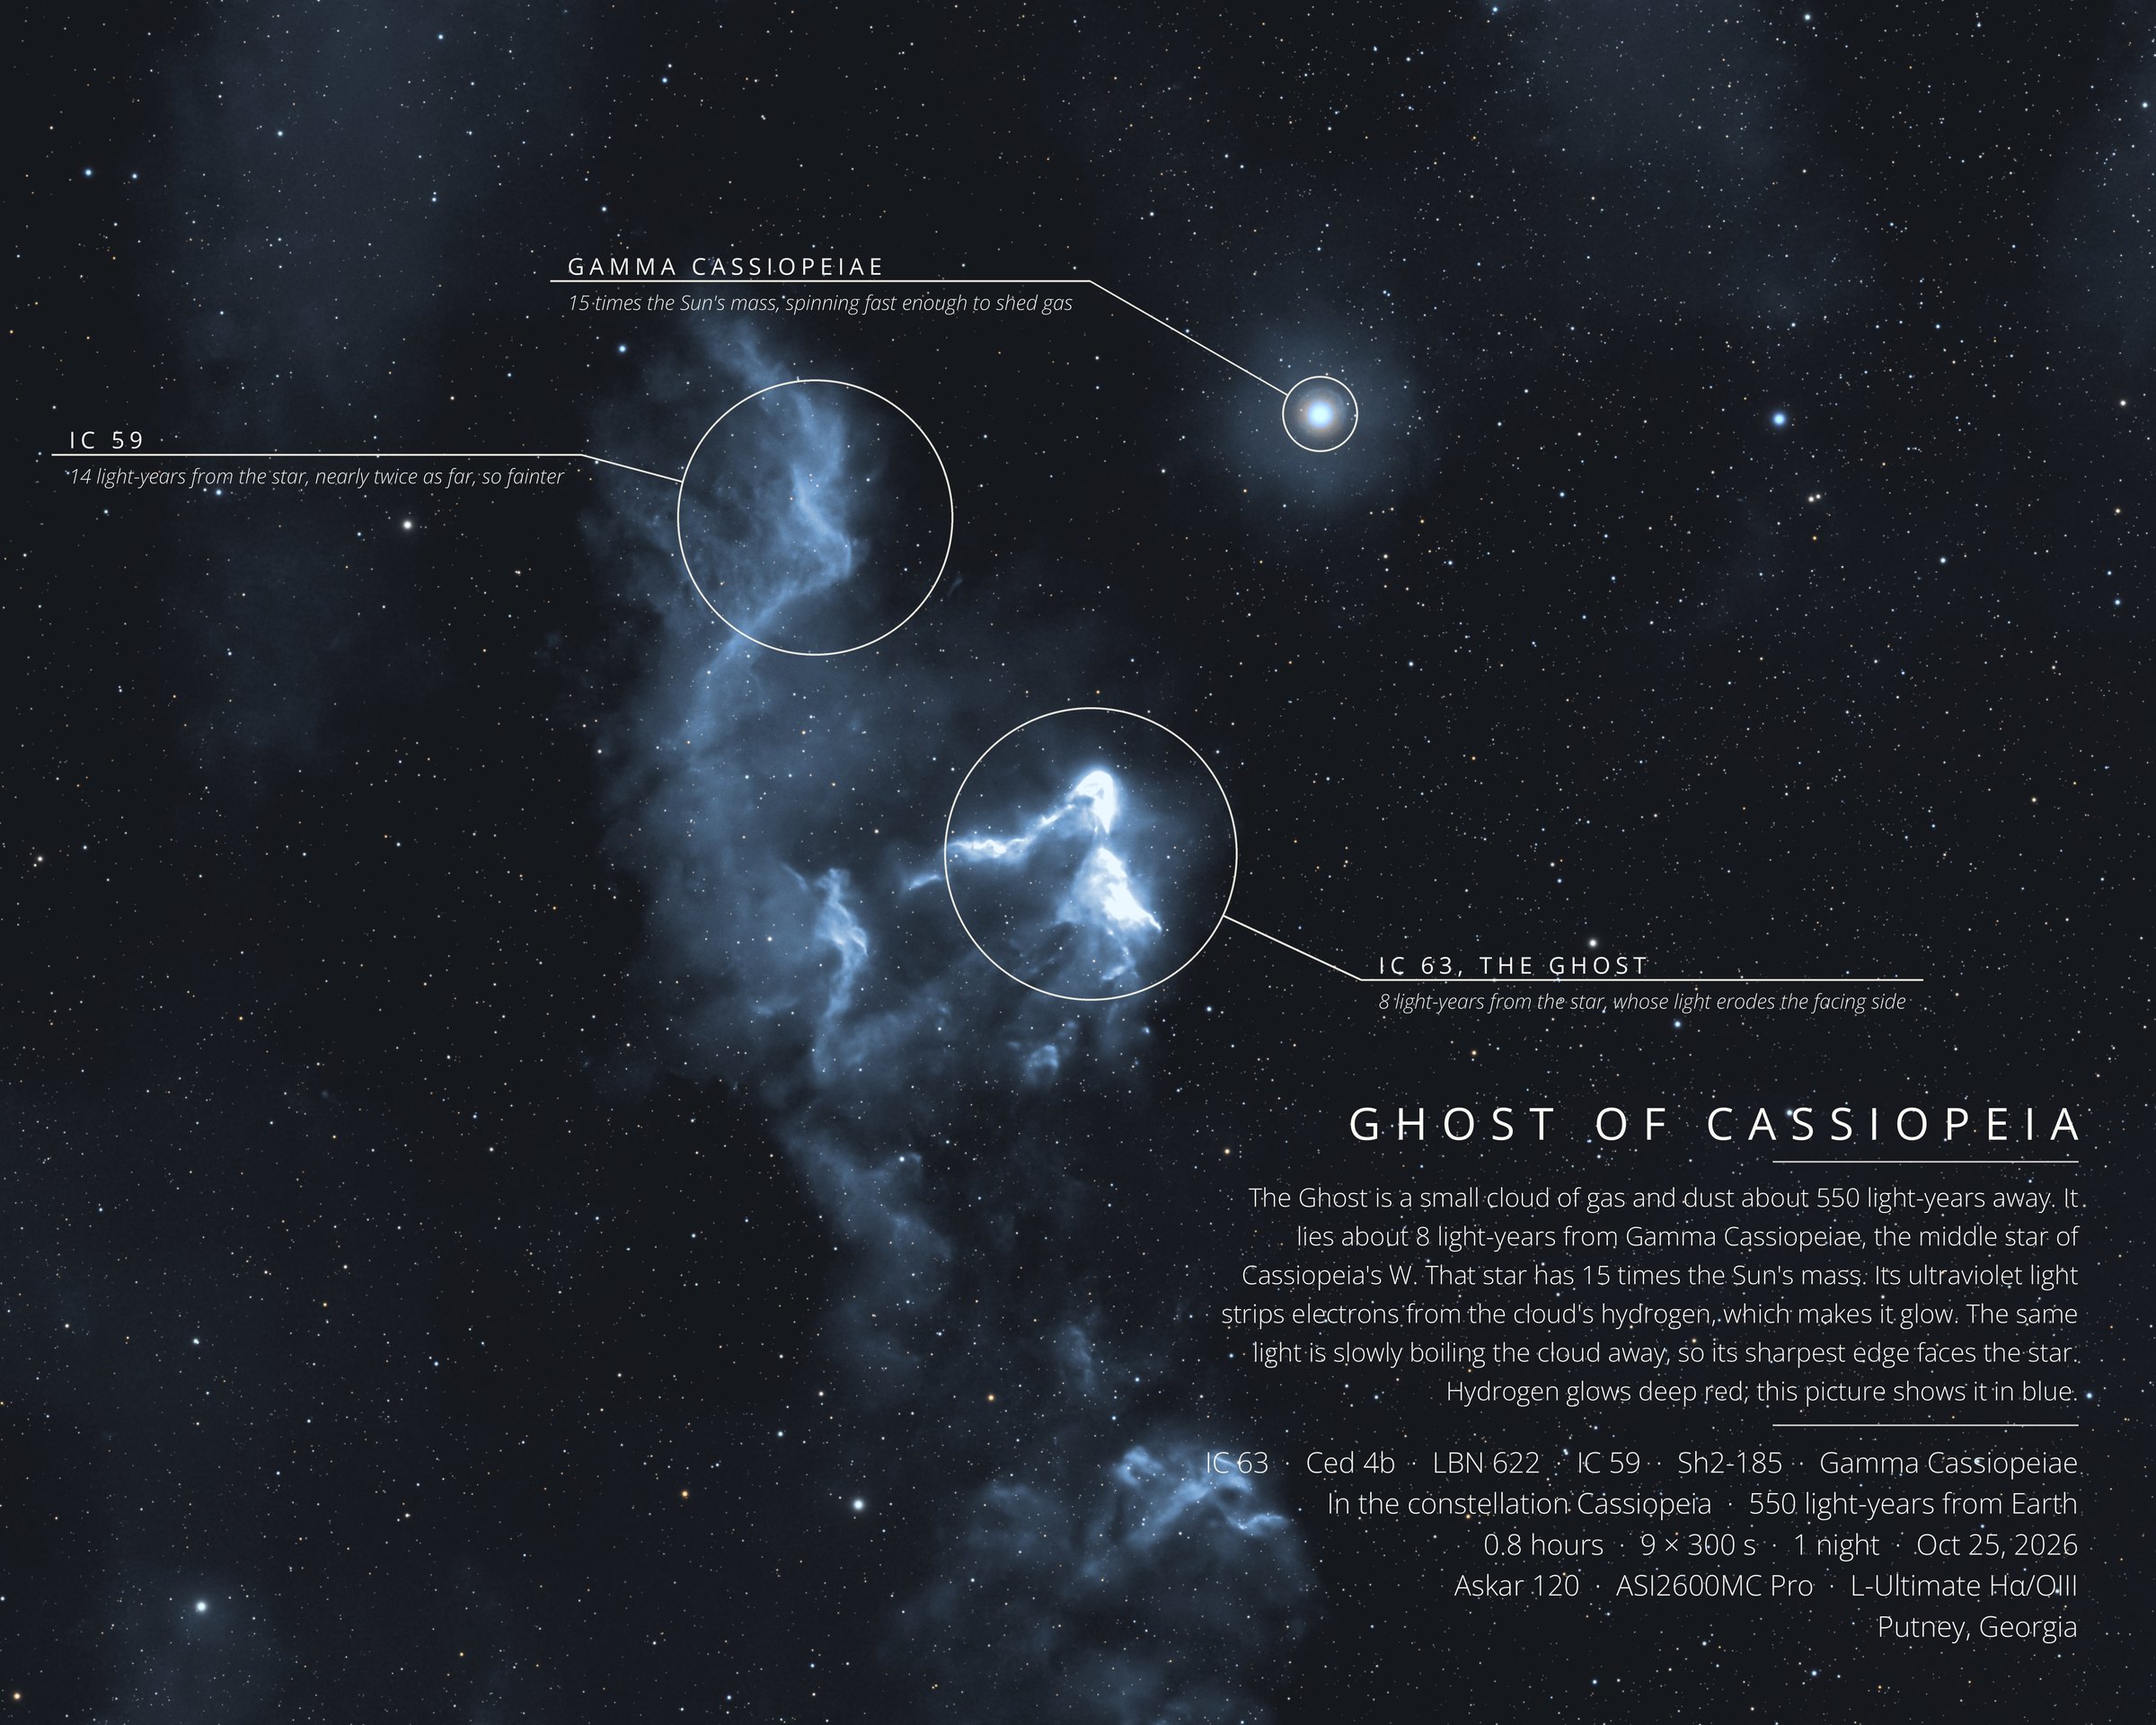 GAMMA CASSIOPEIAE
15 times the Sun's mass, spinning fast enough to shed gas
IC 59
14 light-years from the star, nearly twice as far, so fainter
IC 63, THE GHOST
8 light-years from the star, whose light erodes the facing side
GHOST OF CASSIOPEIA
The Ghost is a small cloud of gas and dust about 550 light-years away. It
lies about 8 light-years from Gamma Cassiopeiae, the middle star of
Cassiopeia's W. That star has 15 times the Sun's mass. Its ultraviolet light
strips electrons from the cloud's hydrogen, which makes it glow. The same
light is slowly boiling the cloud away, so its sharpest edge faces the star.
Hydrogen glows deep red; this picture shows it in blue.
IC 63 · Ced 4b · LBN 622 · IC 59 · Sh2-185 · Gamma Cassiopeiae
In the constellation Cassiopeia · 550 light-years from Earth
0.8 hours · 9 × 300 s · 1 night · Oct 25, 2026
Askar 120 · ASI2600MC Pro · L-Ultimate Hα/OIII
Putney, Georgia